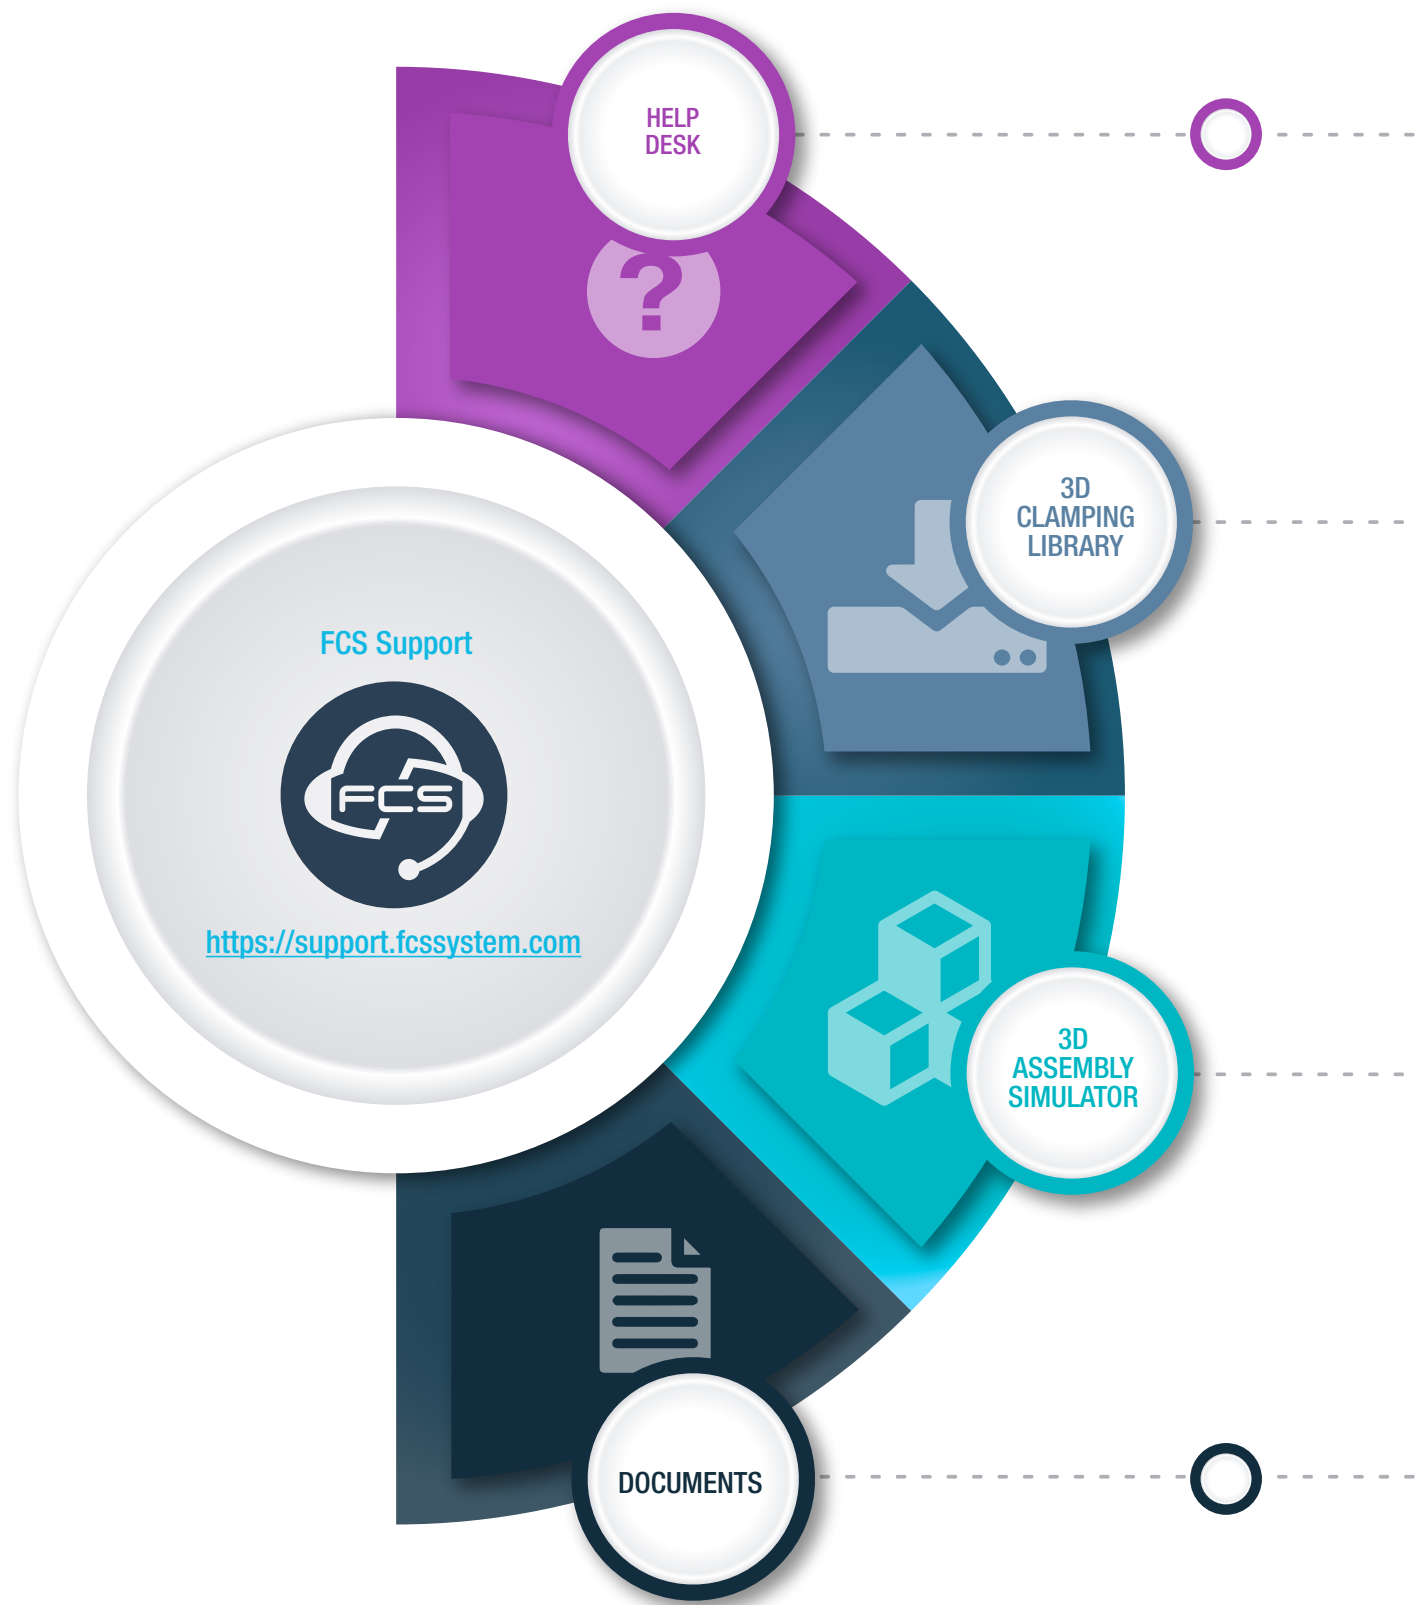 HELP
DESK
?
3D
CLAMPING
LIBRARY
FCS Support
FCS
https://support.fcssystem.com
3D
ASSEMBLY
SIMULATOR
DOCUMENTS